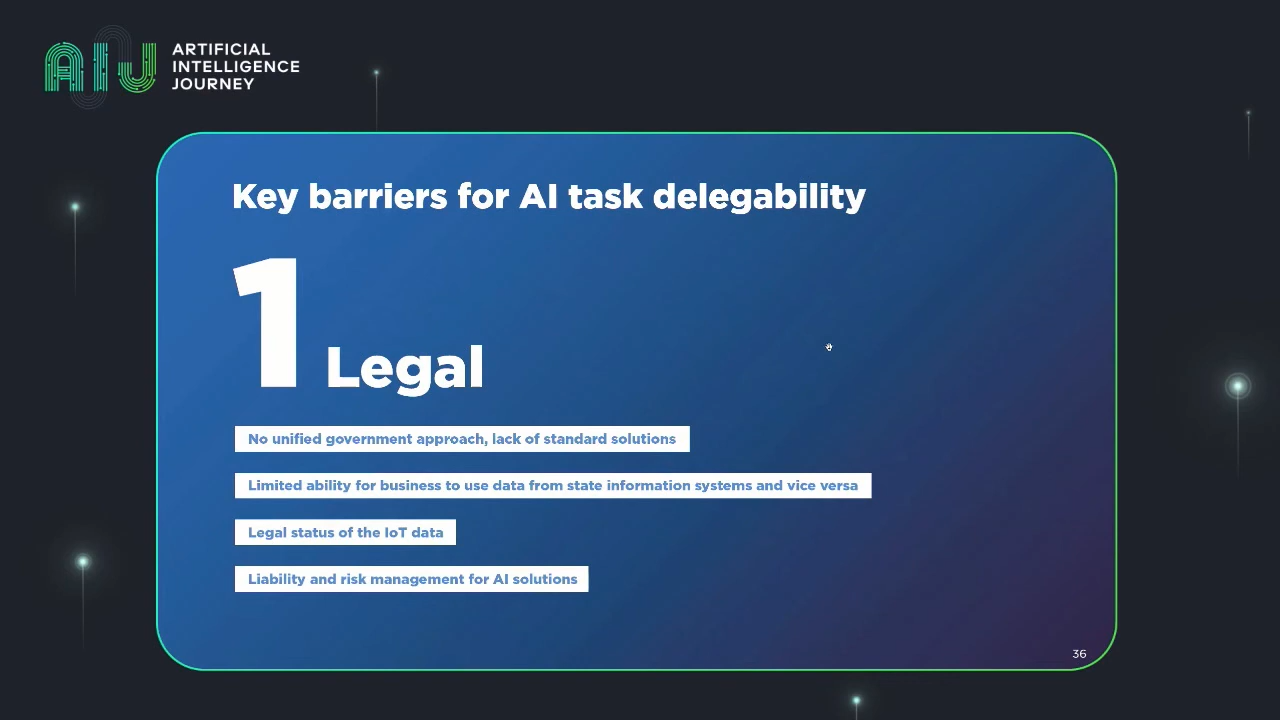 AIJ
ARTIFICIAL
INTELLIGENCE
JOURNEY
Key barriers for AI task delegability
1 Legal
No unified government approach, lack of standard solutions
Limited ability for business to use data from state information systems and vice versa
Legal status of the IoT data
Liability and risk management for AI solutions
36